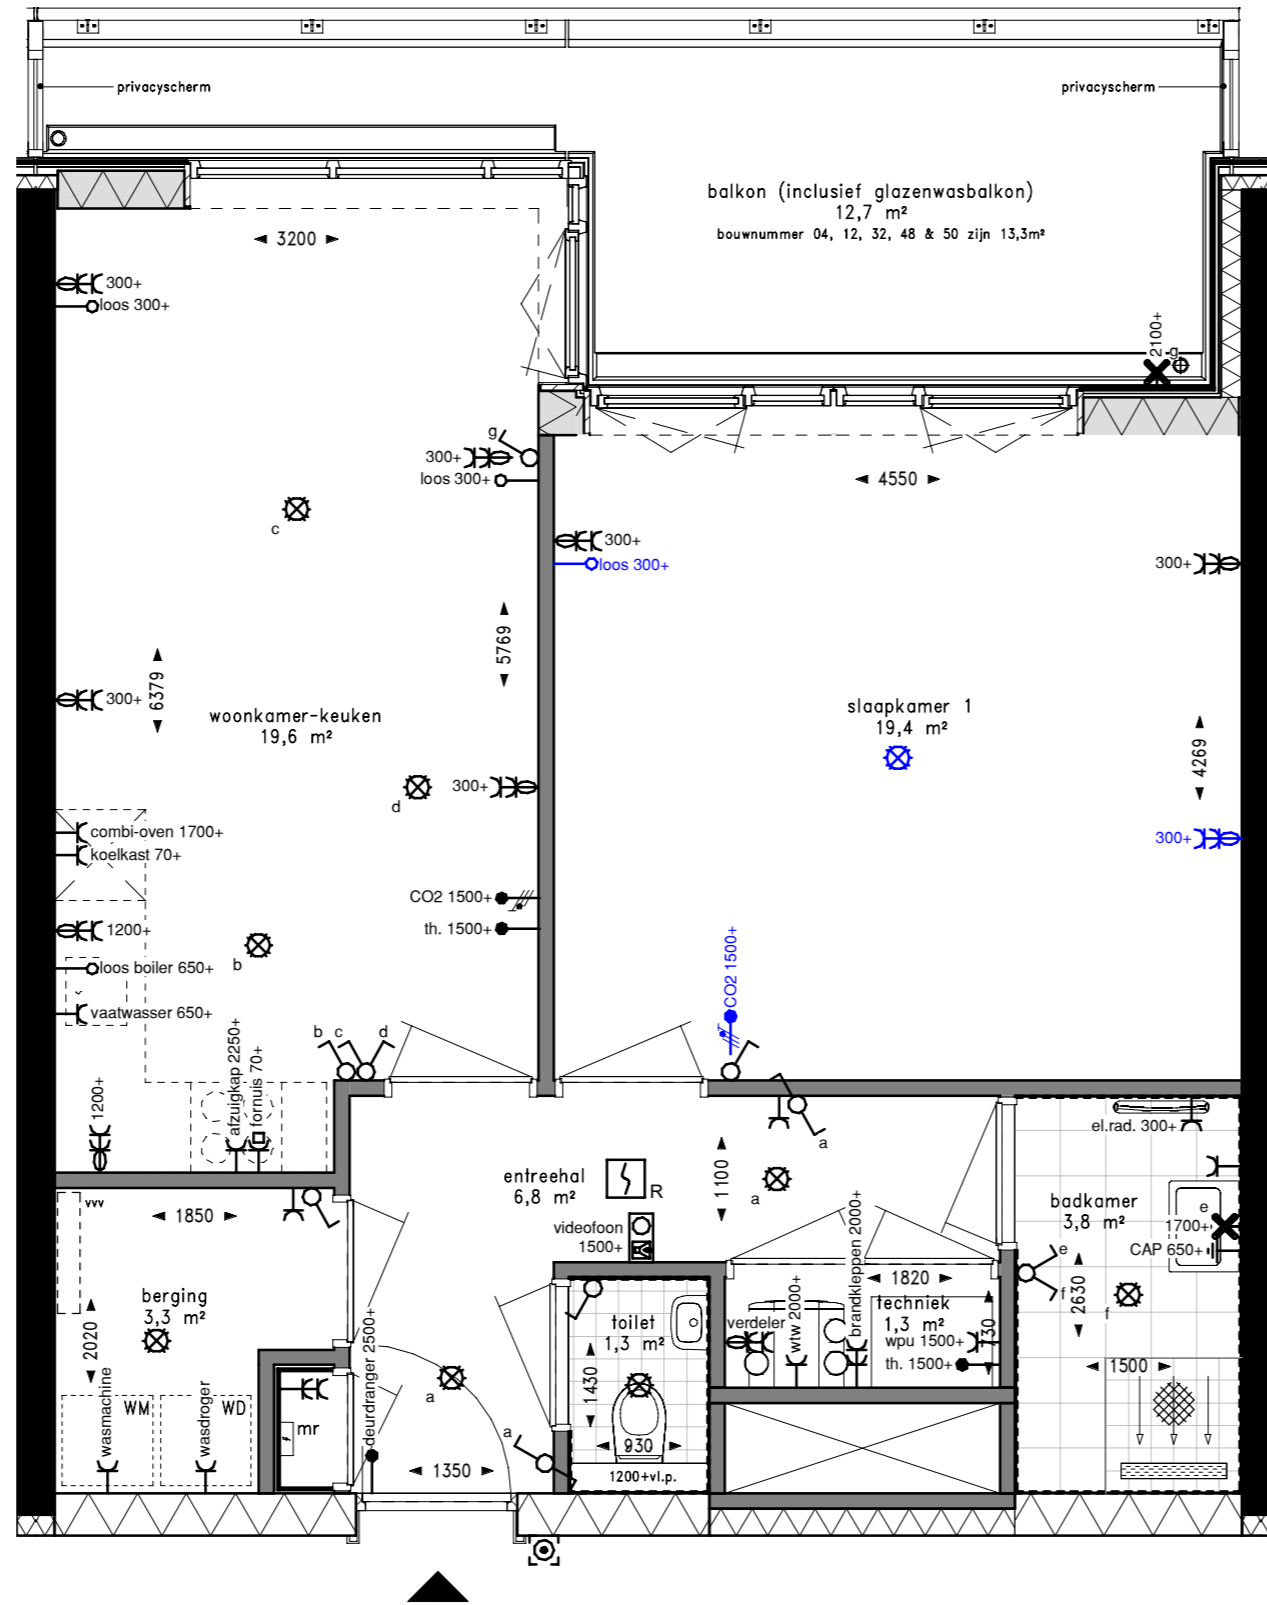 privacyscherm
privacyscherm
balkon (inclusief glazenwasbalkon)
12,7 m²
bouwnummer 04, 12, 32, 48 & 50 zijn 13,3m²
3200
300+
loos 300+
2100+
g
g
300+
loos 300+
4550
c
300+
loos 300+
300+
5769
6379
300+
woonkamer-keuken
19,6 m²
slaapkamer 1
19,4 m²
4269
d
300+
combi-oven 1700+
koelkast 70+
300+
CO2 1500+
th. 1500+
1200+
b
loos boiler 650+
vaatwasser 650+
CO2 1500+
b c d
afzuigkap 2250+
fornuis 70+
1200+
a
el.rad. 300+
entreehal
6,8 m²
R
1100
a
videofoon
1500+
brandkleppen 2000+
badkamer
3,8 m²
e
1700+
CAP 650+
e
f
f
2630
vvv
1850
berging
3,3 m²
2020
deurdranger 2500+
toilet
1,3 m²
verdeler
wtw 2000+
1820
techniek
1,3 m²
wpu 1500+
th. 1500+
730
1500
1430
930
1200+vl.p.
a
a
WM
WD
wasmachine
wasdroger
mr
1350